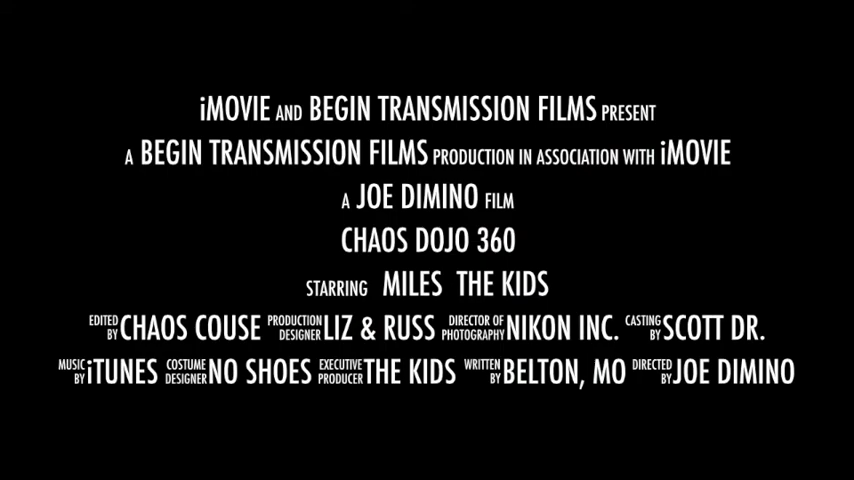 iMOVIE AND BEGIN TRANSMISSION FILMS PRESENT
A BEGIN TRANSMISSION FILMS PRODUCTION IN ASSOCIATION WITH iMOVIE
A JOE DIMINO FILM
CHAOS DOJO 360
STARRING MILES THE KIDS
EDITED BY CHAOS COUSE PRODUCTION DESIGNER LIZ & RUSS DIRECTOR OF PHOTOGRAPHY NIKON INC. CASTING BY SCOTT DR.
MUSIC BY iTUNES COSTUME DESIGNER NO SHOES EXECUTIVE PRODUCER THE KIDS WRITTEN BY BELTON, MO DIRECTED BY JOE DIMINO